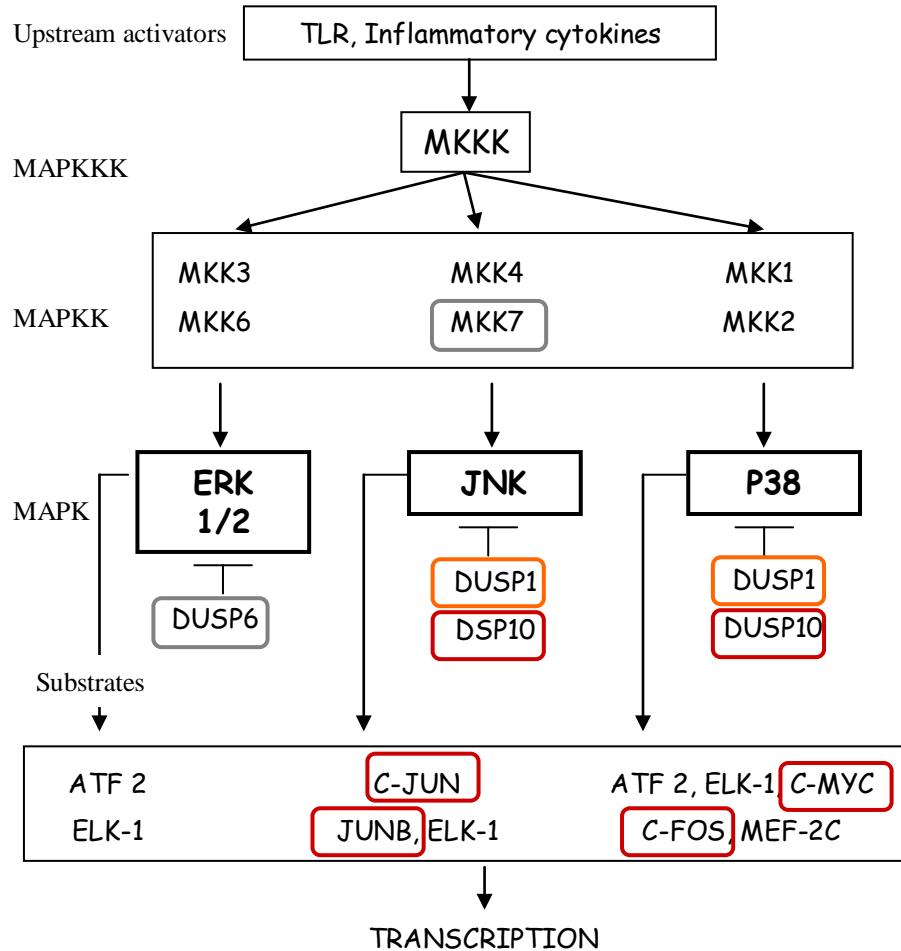 Upstream activators
TLR, Inflammatory cytokines
MKKK
MAPKKK
MKK3 MKK4 MKK1
MAPKK
MKK6 MKK7 MKK2
ERK
1/2
JNK
P38
MAPK
DUSP6
DUSP1
DSP10
DUSP1
DUSP10
Substrates
ATF 2 C-JUN ATF 2, ELK-1, C-MYC
ELK-1 JUNB, ELK-1 C-FOS, MEF-2C
TRANSCRIPTION